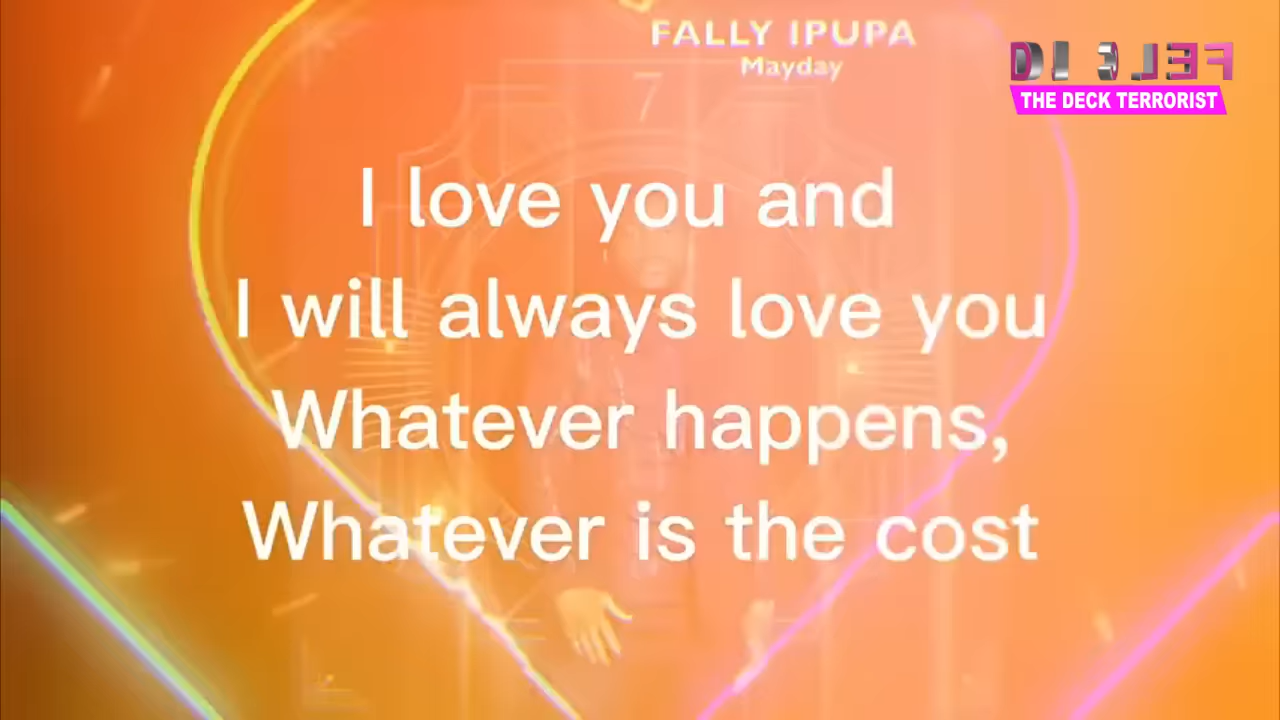 FALLY IPUPA
Mayday
7
THE DECK TERRORIST
I love you and
I will always love you
Whatever happens,
Whatever is the cost